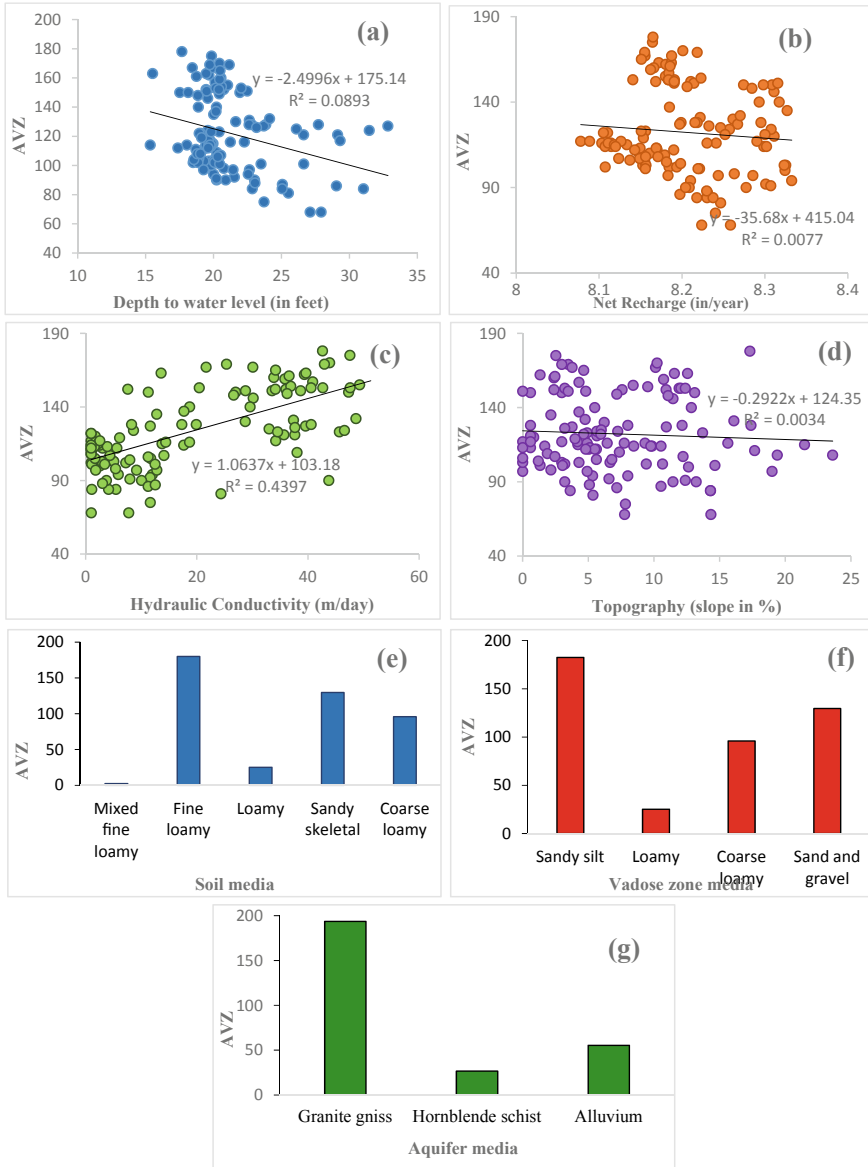 (a)
200
180
160
140
120
100
80
60
40
AVZ
y = -2.4996x + 175.14
R² = 0.0893
10 15 20 25 30 35
Depth to water level (in feet)
(b)
190
140
90
40
AVZ
y = -35.68x + 415.04
R² = 0.0077
8 8.1 8.2 8.3 8.4
Net Recharge (in/year)
(c)
190
140
90
40
AVZ
y = 1.0637x + 103.18
R² = 0.4397
0 20 40 60
Hydraulic Conductivity (m/day)
(d)
190
140
90
40
AVZ
y = -0.2922x + 124.35
R² = 0.0034
0 5 10 15 20 25
Topography (slope in %)
(e)
200
150
100
50
0
AVZ
Mixed fine loamy Fine loamy Loamy Sandy skeletal Coarse loamy
Soil media
(f)
200
150
100
50
0
AVZ
Sandy silt Loamy Coarse loamy Sand and gravel
Vadose zone media
(g)
200
150
100
50
0
AVZ
Granite gniss Hornblende schist Alluvium
Aquifer media